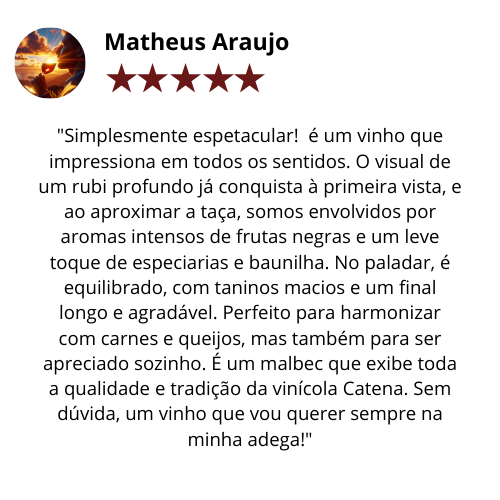 Matheus Araujo
"Simplesmente espetacular!  é um vinho que
impressiona em todos os sentidos. O visual de
um rubi profundo já conquista à primeira vista, e
ao aproximar a taça, somos envolvidos por
aromas intensos de frutas negras e um leve
toque de especiarias e baunilha. No paladar, é
equilibrado, com taninos macios e um final
longo e agradável. Perfeito para harmonizar
com carnes e queijos, mas também para ser
apreciado sozinho. É um malbec que exibe toda
a qualidade e tradição da vinícola Catena. Sem
dúvida, um vinho que vou querer sempre na
minha adega!"